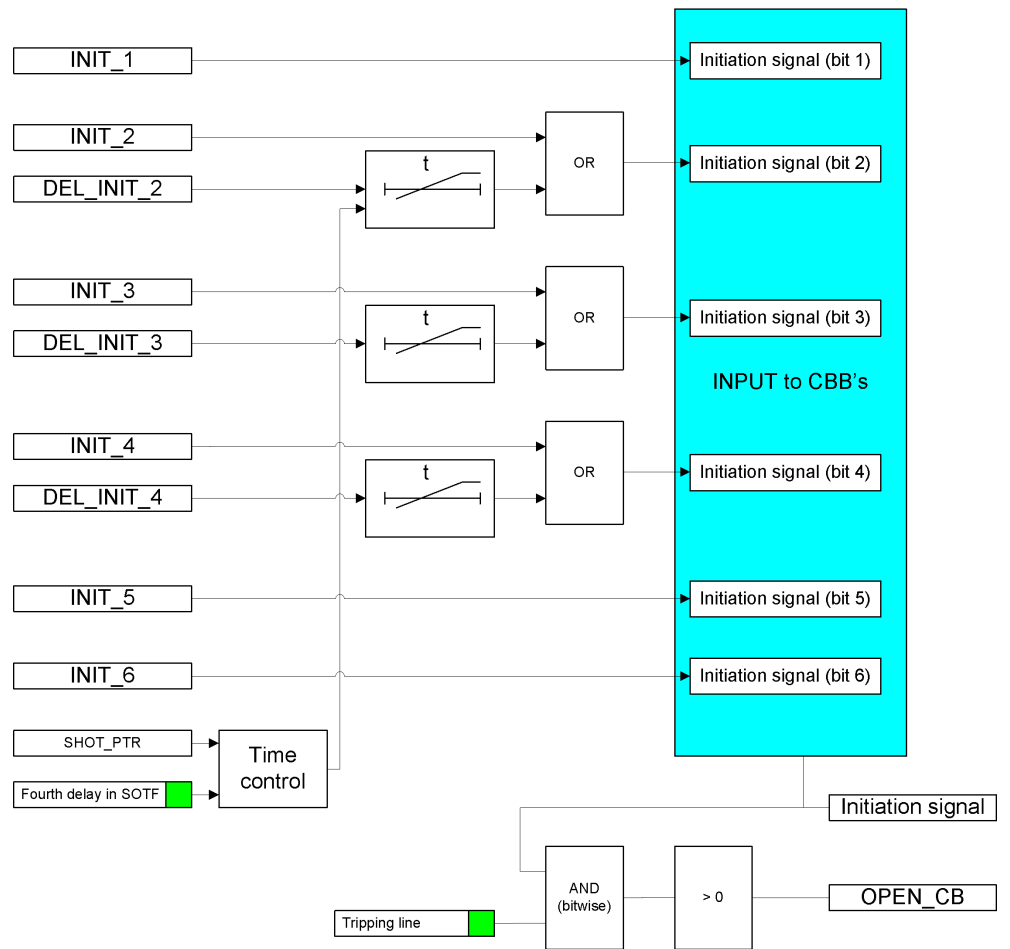 INIT_1
Initiation signal (bit 1)
INIT_2
t
OR
Initiation signal (bit 2)
DEL_INIT_2
INIT_3
t
OR
Initiation signal (bit 3)
DEL_INIT_3
INPUT to CBB's
INIT_4
t
OR
Initiation signal (bit 4)
DEL_INIT_4
INIT_5
Initiation signal (bit 5)
INIT_6
Initiation signal (bit 6)
SHOT_PTR
Time
control
Fourth delay in SOTF
Initiation signal
AND
(bitwise)
> 0
OPEN_CB
Tripping line